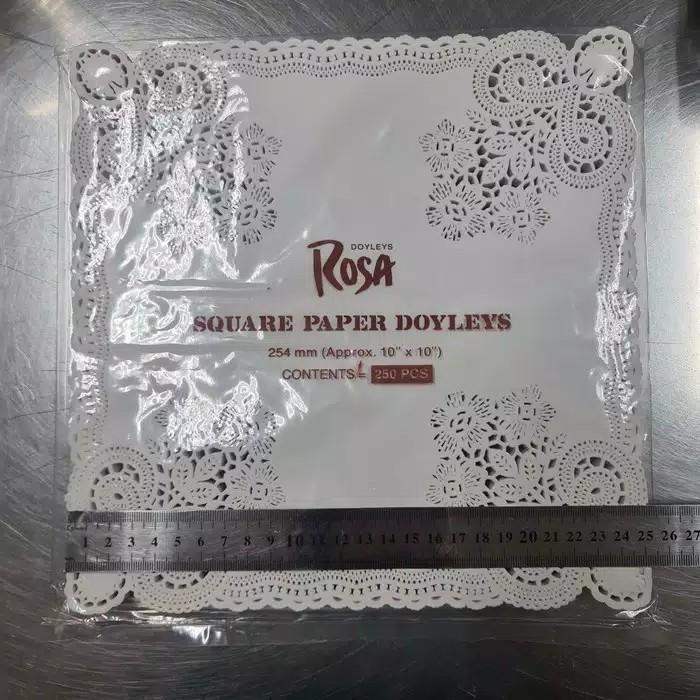 DOYLEYS
ROSA
SQUARE PAPER DOYLEYS
254 mm (Approx. 10" x 10")
CONTENTS: 250 PCS
1 2 3 4 5 6 7 8 9 10 11 12 13 14 15 16 17 18 19 20 21 22 23 24 25 26 27